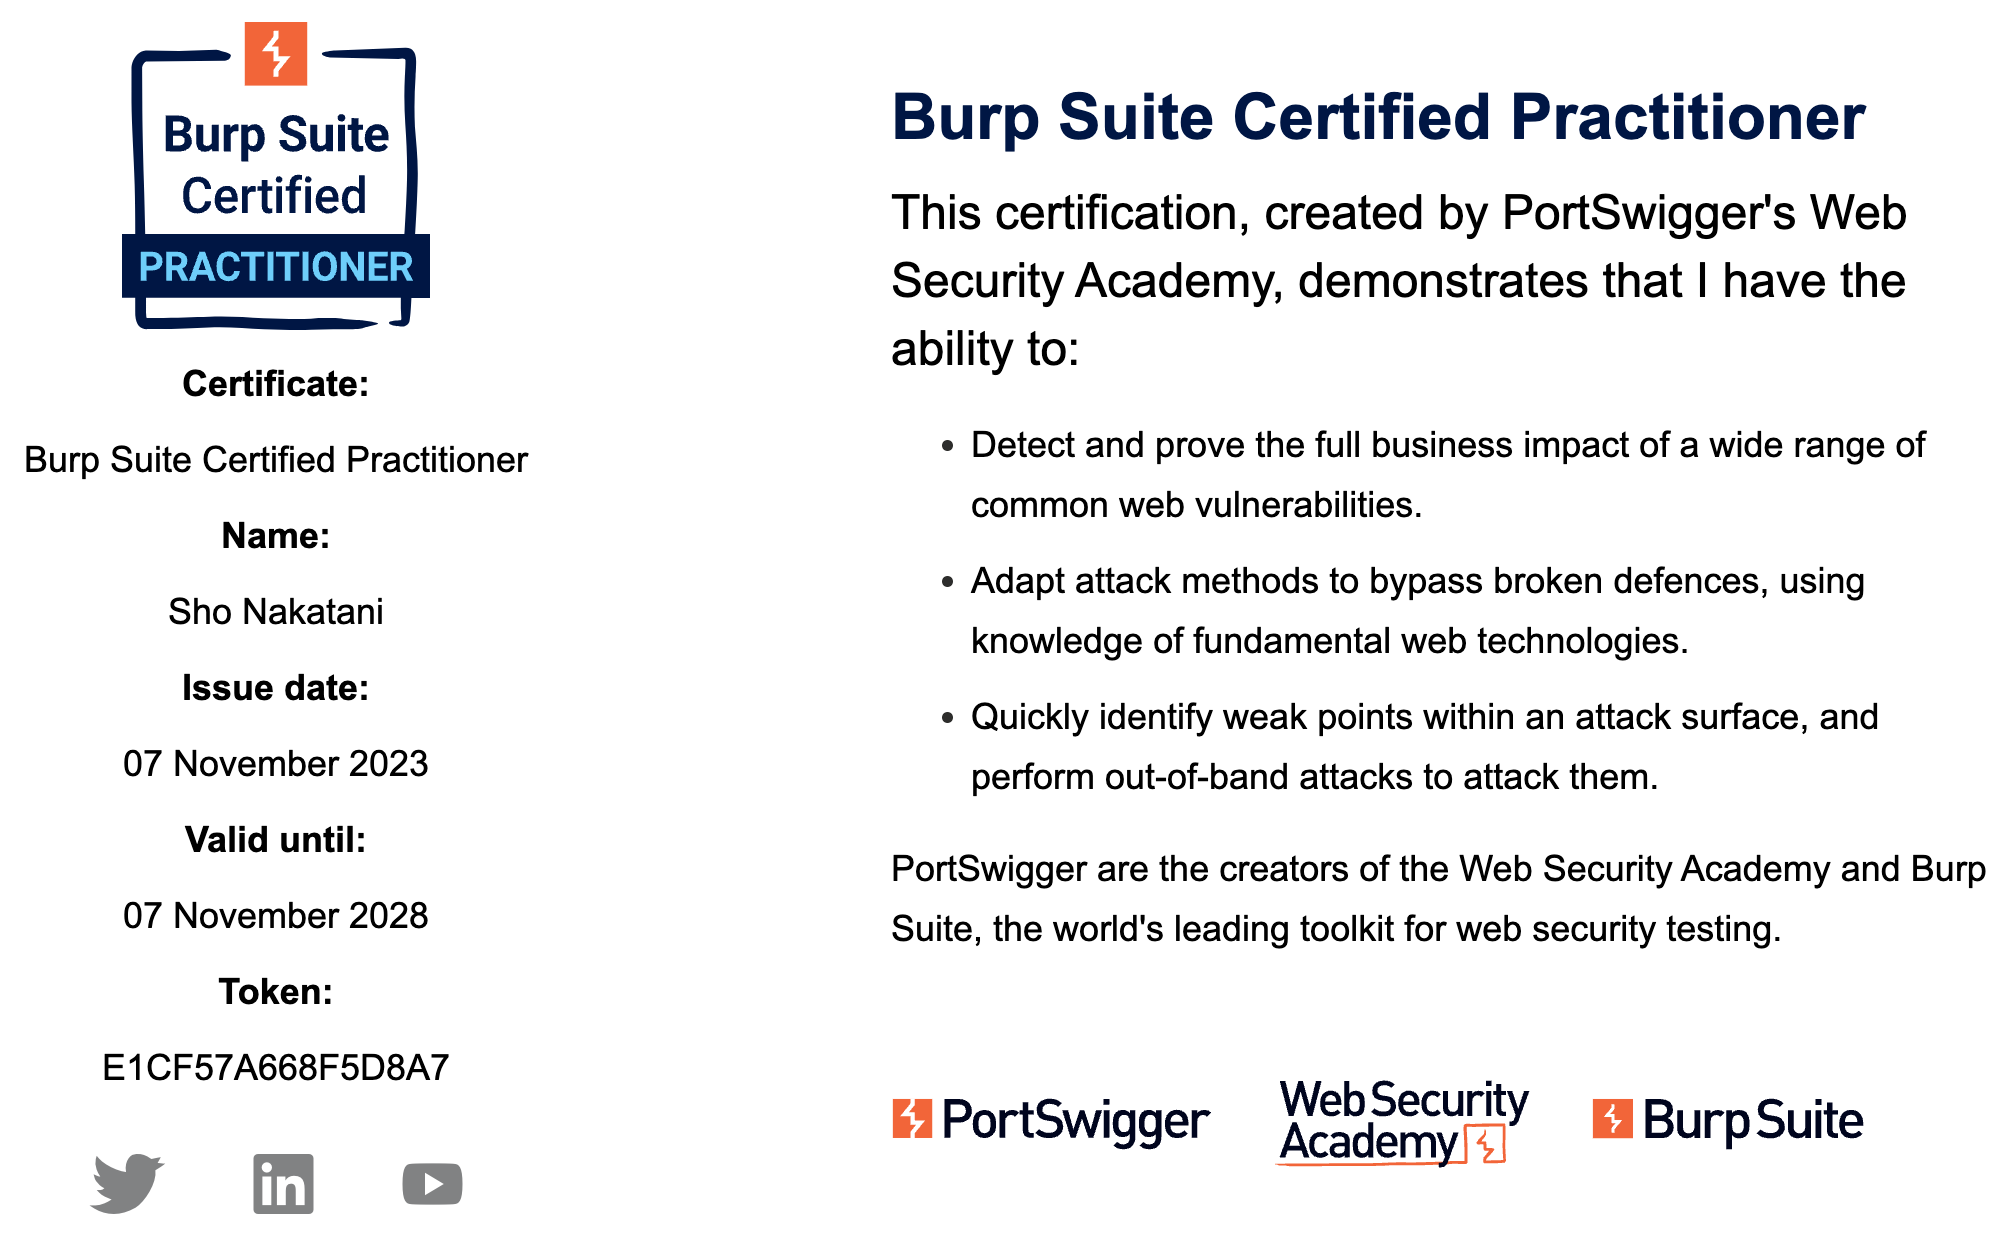 Burp Suite
Certified
PRACTITIONER
Certificate:
Burp Suite Certified Practitioner
Name:
Sho Nakatani
Issue date:
07 November 2023
Valid until:
07 November 2028
Token:
E1CF57A668F5D8A7
in
Burp Suite Certified Practitioner
This certification, created by PortSwigger's Web
Security Academy, demonstrates that I have the
ability to:
• Detect and prove the full business impact of a wide range of
common web vulnerabilities.
• Adapt attack methods to bypass broken defences, using
knowledge of fundamental web technologies.
• Quickly identify weak points within an attack surface, and
perform out-of-band attacks to attack them.
PortSwigger are the creators of the Web Security Academy and Burp
Suite, the world's leading toolkit for web security testing.
PortSwigger
Web Security
Academy
Burp Suite